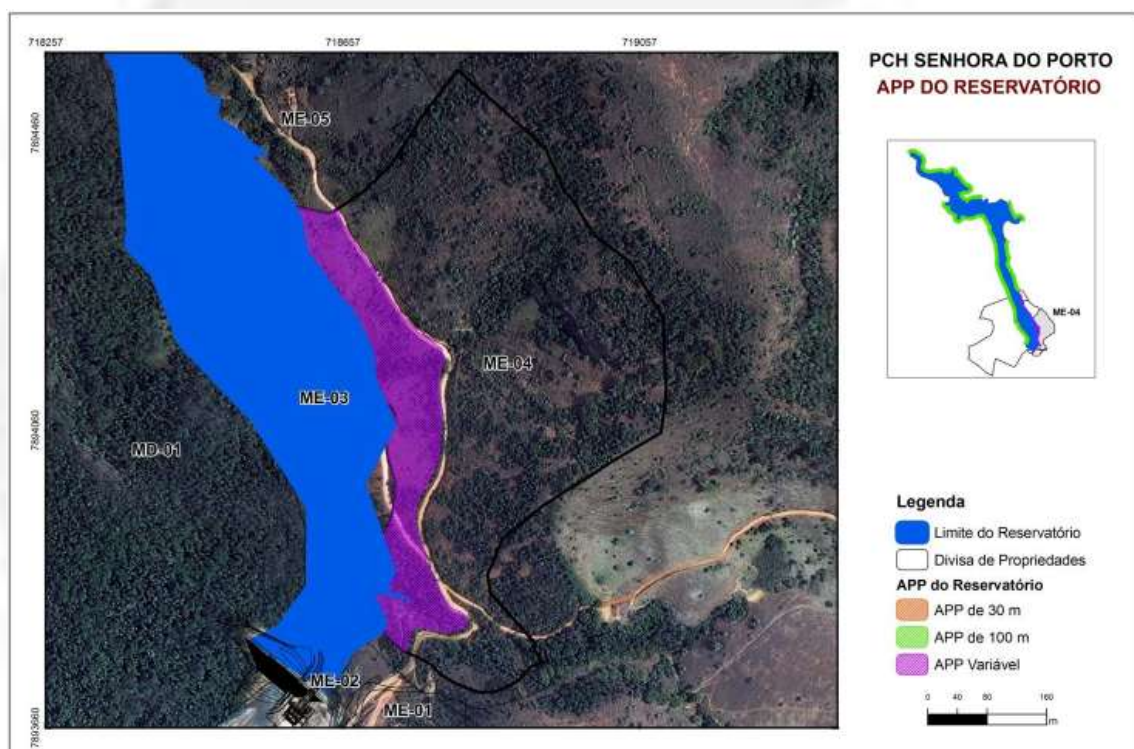 718257
718657
719057
7894460
7894060
7893660
ME-05
ME-04
ME-03
MD-01
ME-02
ME-01
PCH SENHORA DO PORTO
APP DO RESERVATÓRIO
ME-04
Legenda
Limite do Reservatório
Divisa de Propriedades
APP do Reservatório
APP de 30 m
APP de 100 m
APP Variável
0 40 80 160
m